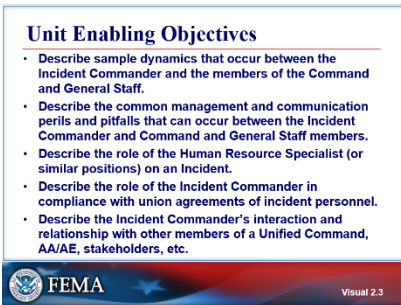 Unit Enabling Objectives
• Describe sample dynamics that occur between the
Incident Commander and the members of the Command
and General Staff.
• Describe the common management and communication
perils and pitfalls that can occur between the Incident
Commander and Command and General Staff members.
• Describe the role of the Human Resource Specialist (or
similar positions) on an Incident.
• Describe the role of the Incident Commander in
compliance with union agreements of incident personnel.
• Describe the Incident Commander's interaction and
relationship with other members of a Unified Command,
AA/AE, stakeholders, etc.
FEMA
Visual 2.3